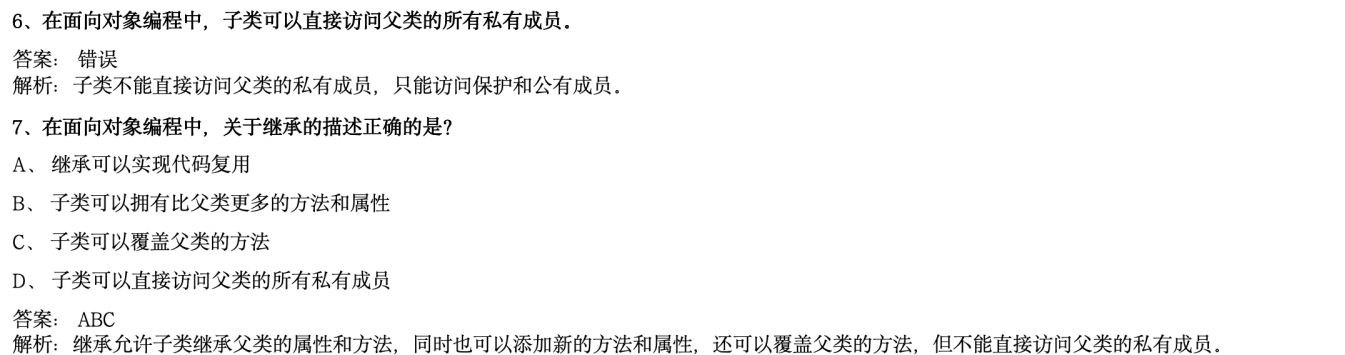 6、在面向对象编程中，子类可以直接访问父类的所有私有成员。
答案： 错误
解析：子类不能直接访问父类的私有成员，只能访问保护和公有成员。
7、在面向对象编程中，关于继承的描述正确的是？
A、 继承可以实现代码复用
B、 子类可以拥有比父类更多的方法和属性
C、 子类可以覆盖父类的方法
D、 子类可以直接访问父类的所有私有成员
答案： ABC
解析：继承允许子类继承父类的属性和方法，同时也可以添加新的方法和属性，还可以覆盖父类的方法，但不能直接访问父类的私有成员。